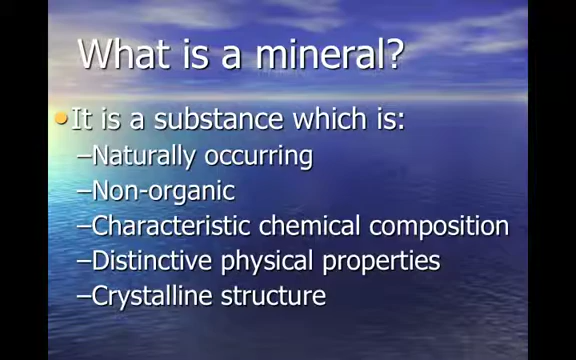 What is a mineral?
•It is a substance which is:
–Naturally occurring
–Non-organic
–Characteristic chemical composition
–Distinctive physical properties
–Crystalline structure